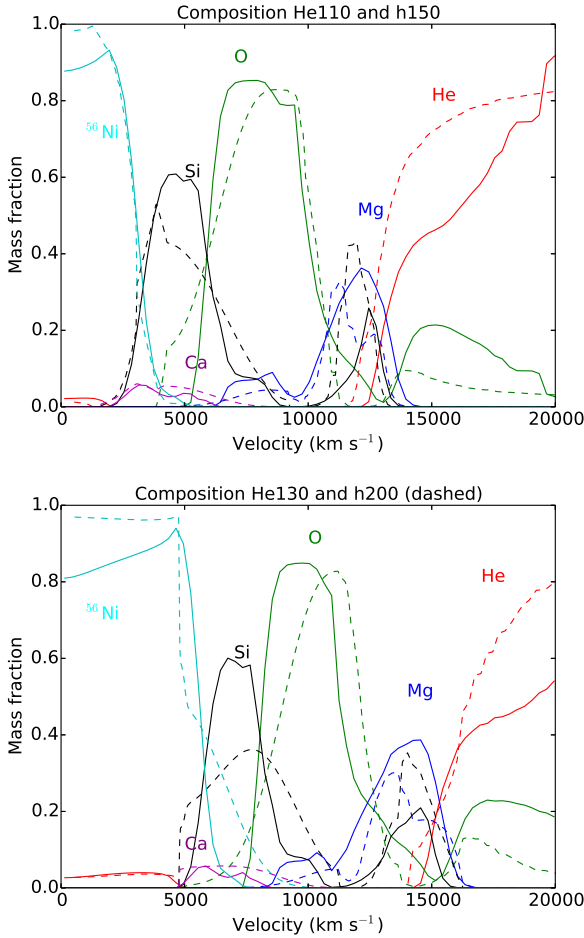 Composition He110 and h150
1.0
0.8
0.6
0.4
0.2
0.0
Mass fraction
O
He
⁵⁶Ni
Si
Mg
Ca
0 5000 10000 15000 20000
Velocity (km s⁻¹)
Composition He130 and h200 (dashed)
1.0
0.8
0.6
0.4
0.2
0.0
Mass fraction
O
He
⁵⁶Ni
Si
Mg
Ca
0 5000 10000 15000 20000
Velocity (km s⁻¹)